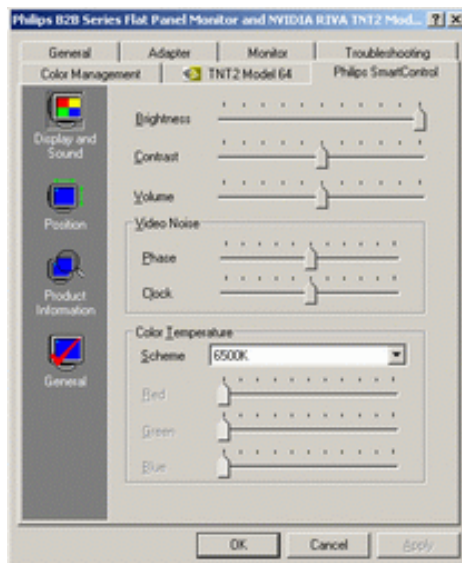 Philips B2B Series Flat Panel Monitor and NVIDIA RIVA TNT2 Mod...
General Adapter Monitor Troubleshooting
Color Management TNT2 Model 64 Philips SmartControl
Display and
Sound
Position
Product
Information
General
Brightness
Contrast
Volume
Video Noise
Phase
Clock
Color Temperature
Scheme 6500K
Red
Green
Blue
OK Cancel Apply